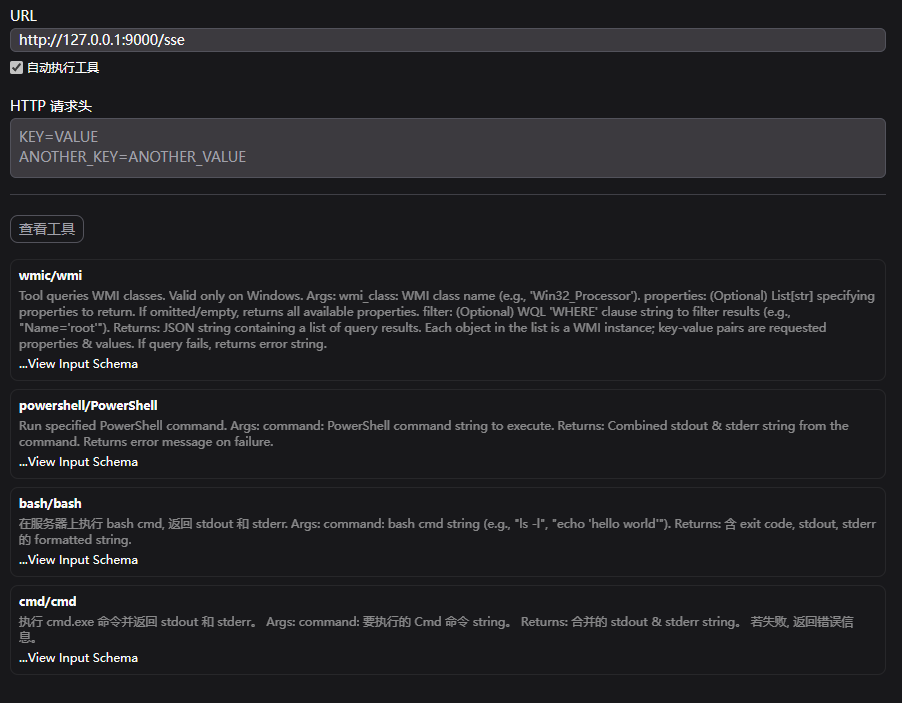 URL
http://127.0.0.1:9000/sse
自动执行工具
HTTP 请求头
KEY=VALUE
ANOTHER_KEY=ANOTHER_VALUE
查看工具
wmic/wmi
Tool queries WMI classes. Valid only on Windows. Args: wmi_class: WMI class name (e.g., 'Win32_Processor'). properties: (Optional) List[str] specifying
properties to return. If omitted/empty, returns all available properties. filter: (Optional) WQL 'WHERE' clause string to filter results (e.g.,
"Name='root'"). Returns: JSON string containing a list of query results. Each object in the list is a WMI instance; key-value pairs are requested
properties & values. If query fails, returns error string.
...View Input Schema
powershell/PowerShell
Run specified PowerShell command. Args: command: PowerShell command string to execute. Returns: Combined stdout & stderr string from the
command. Returns error message on failure.
...View Input Schema
bash/bash
在服务器上执行 bash cmd, 返回 stdout 和 stderr. Args: command: bash cmd string (e.g., "ls -l", "echo 'hello world'"). Returns: 含 exit code, stdout, stderr
的 formatted string.
...View Input Schema
cmd/cmd
执行 cmd.exe 命令并返回 stdout 和 stderr。 Args: command: 要执行的 Cmd 命令 string。 Returns: 合并的 stdout & stderr string。 若失败, 返回错误信
息。
...View Input Schema